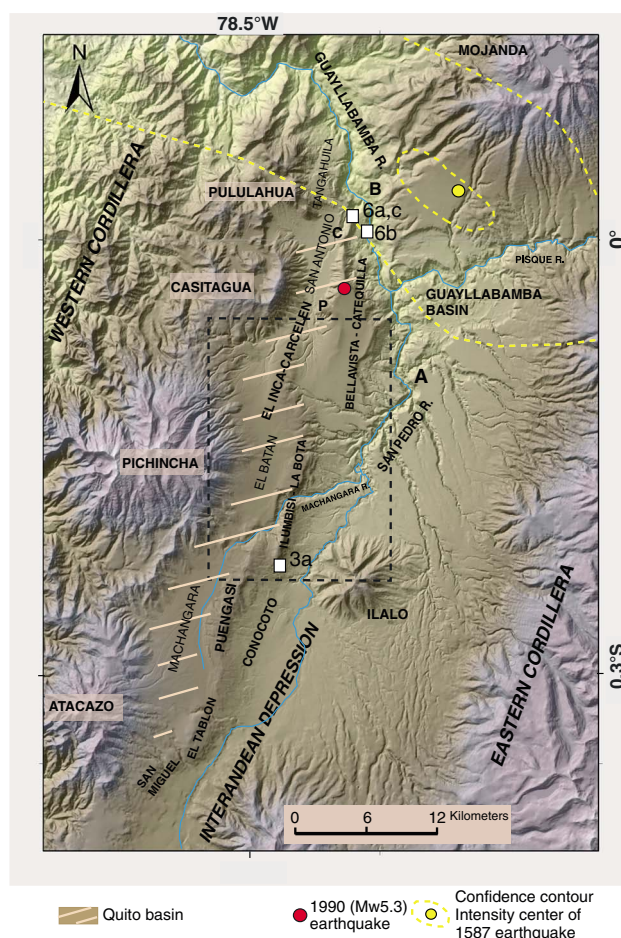 78.5°W
N
MOJANDA
GUAYLLABAMBA R.
WESTERN CORDILLERA
TANGAHUILA
PULULAHUA
B
6a,c
C
6b
0°
SAN ANTONIO
PISQUE R.
CASITAGUA
GUAYLLABAMBA
BASIN
P
BELLAVISTA - CATEQUILLA
EL INCA-CARCELEN
A
SAN PEDRO R.
PICHINCHA
EL BATAN
ILUMBISI - LA BOTA
MACHANGARA R.
3a
ILALO
MACHANGARA
PUENGASI
CONOCOTO
EASTERN CORDILLERA
0.3°S
INTERANDEAN DEPRESSION
ATACAZO
EL TABLON
SAN
MIGUEL
0 6 12 Kilometers
Quito basin
1990 (Mw5.3)
earthquake
Confidence contour
Intensity center of
1587 earthquake